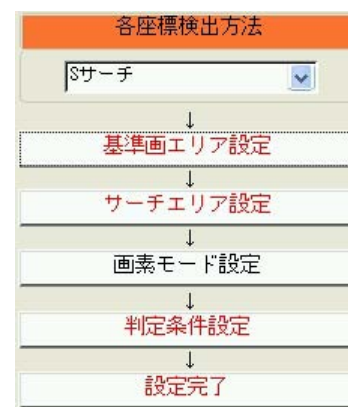 各座標検出方法
Sサーチ
↓
基準画エリア設定
↓
サーチエリア設定
↓
画素モード設定
↓
判定条件設定
↓
設定完了